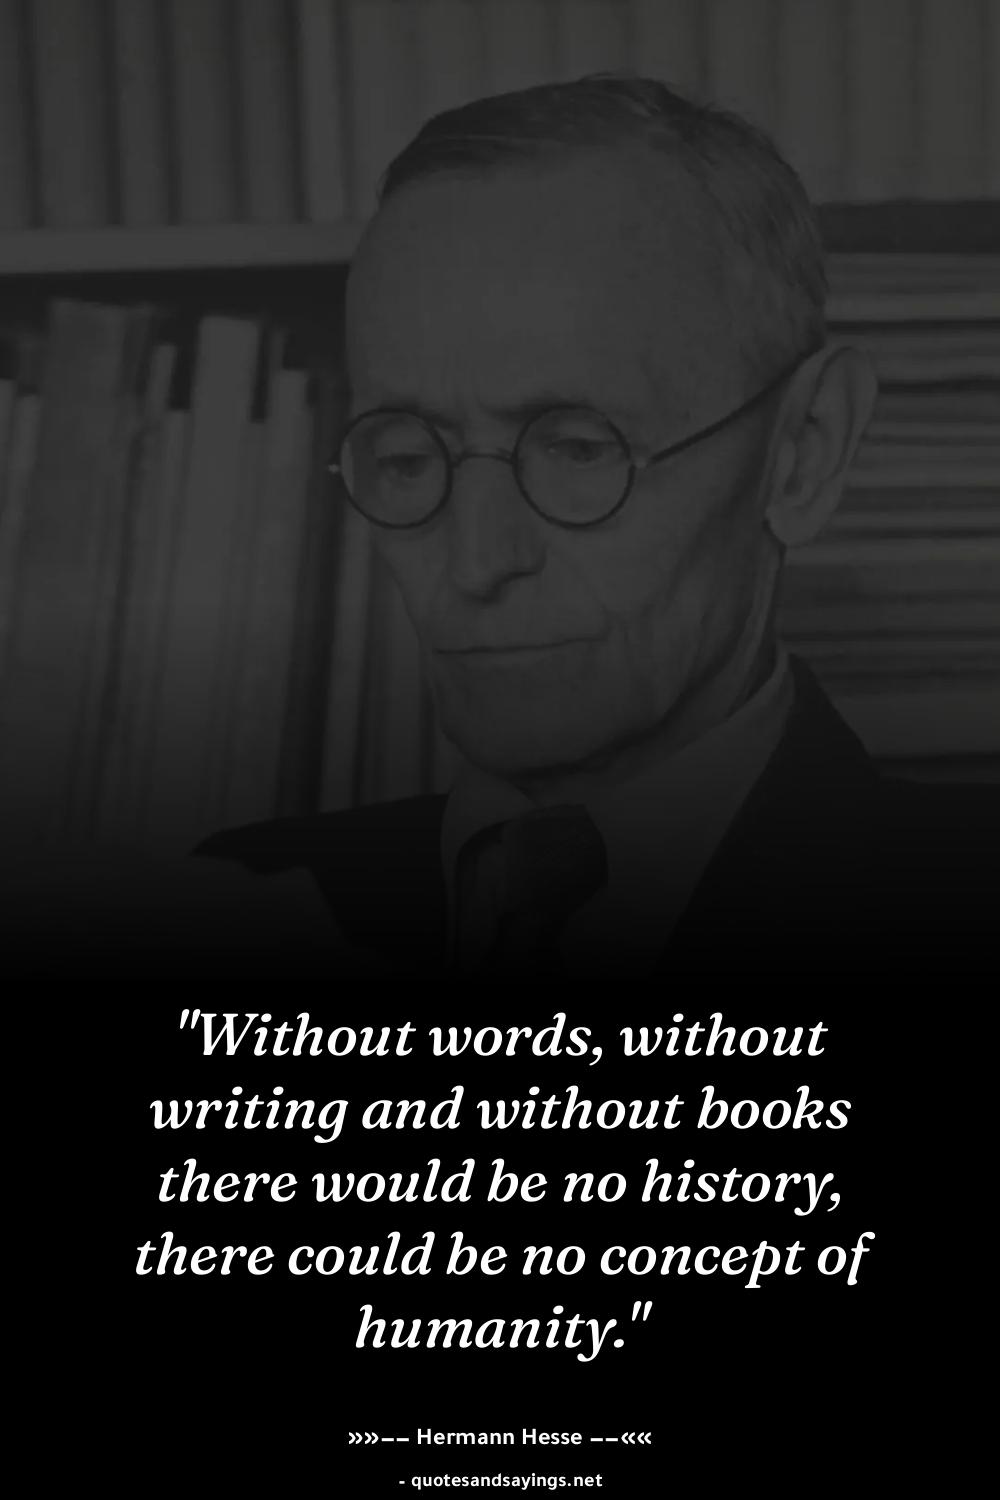 "Without words, without
writing and without books
there would be no history,
there could be no concept of
humanity."
»»–– Hermann Hesse ––««
- quotesandsayings.net